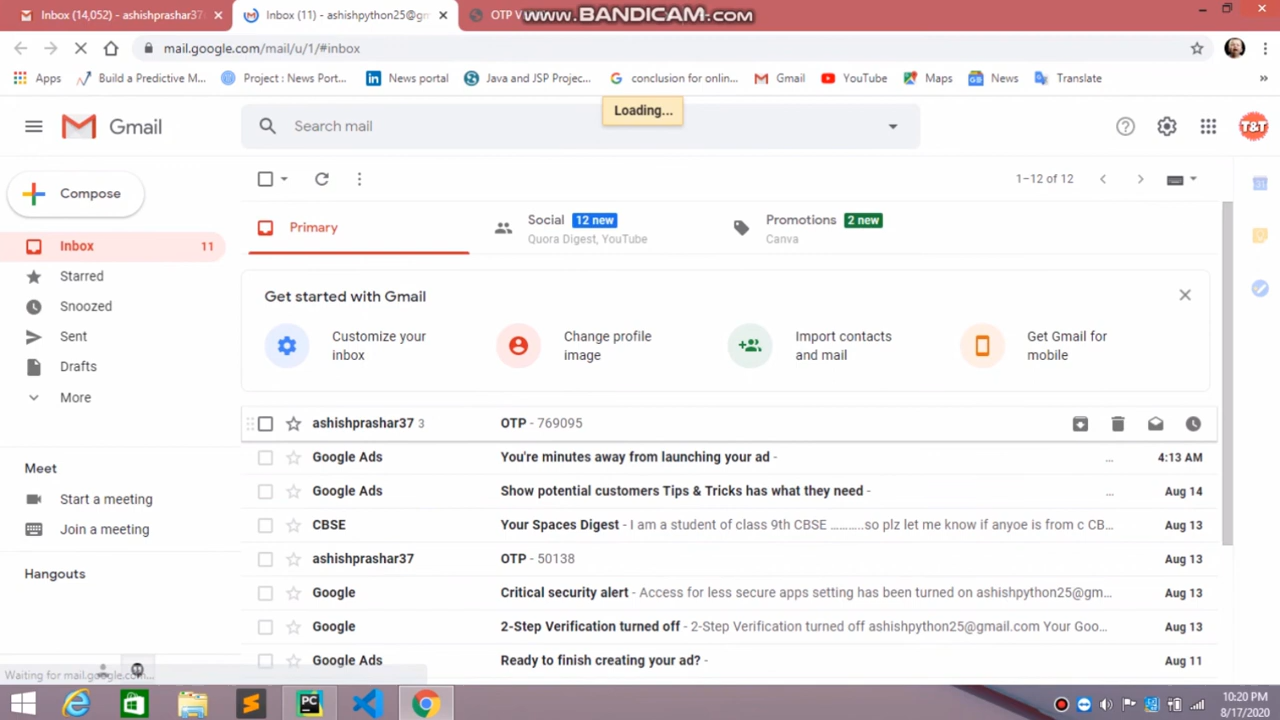 Inbox (14,052) - ashishprashar37
Inbox (11) - ashishpython25@gm
OTP V
www.BANDICAM.com
mail.google.com/mail/u/1/#inbox
Apps
Build a Predictive M...
Project : News Port...
News portal
Java and JSP Projec...
conclusion for onlin...
Gmail
YouTube
Maps
News
Translate
»
Loading...
Gmail
Search mail
T&T
Compose
1–12 of 12
Primary
Social 12 new
Quora Digest, YouTube
Promotions 2 new
Canva
Inbox 11
Starred
Snoozed
Sent
Drafts
More
Get started with Gmail
Customize your
inbox
Change profile
image
Import contacts
and mail
Get Gmail for
mobile
ashishprashar37 3 OTP - 769095
Google Ads You're minutes away from launching your ad - ... 4:13 AM
Google Ads Show potential customers Tips & Tricks has what they need - ... Aug 14
CBSE Your Spaces Digest - I am a student of class 9th CBSE ..........so plz let me know if anyoe is from c CB... Aug 13
ashishprashar37 OTP - 50138 Aug 13
Google Critical security alert - Access for less secure apps setting has been turned on ashishpython25@gm... Aug 13
Google 2-Step Verification turned off - 2-Step Verification turned off ashishpython25@gmail.com Your Goo... Aug 13
Google Ads Ready to finish creating your ad? - Aug 11
Meet
Start a meeting
Join a meeting
Hangouts
Waiting for mail.google.com...
PC
10:20 PM
8/17/2020